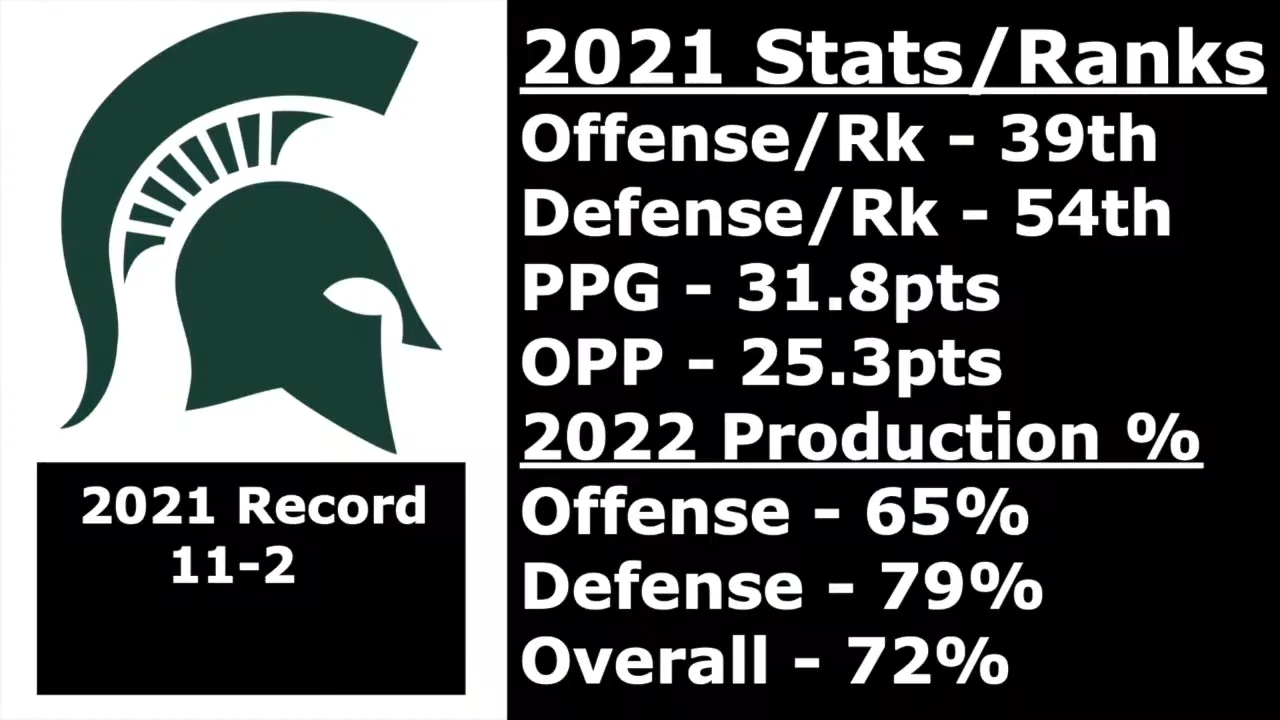 2021 Record
11-2
2021 Stats/Ranks
Offense/Rk - 39th
Defense/Rk - 54th
PPG - 31.8pts
OPP - 25.3pts
2022 Production %
Offense - 65%
Defense - 79%
Overall - 72%